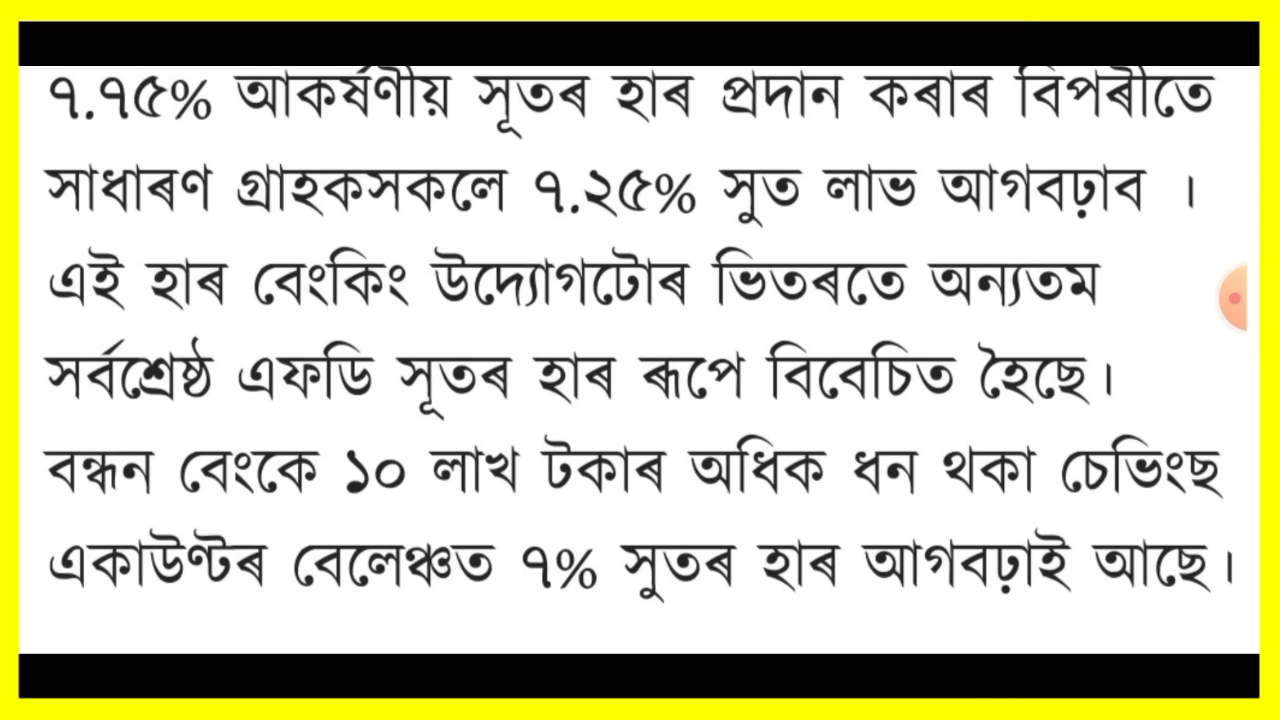 ৭.৭৫% আকৰ্ষণীয় সূতৰ হাৰ প্ৰদান কৰাৰ বিপৰীতে
সাধাৰণ গ্ৰাহকসকলে ৭.২৫% সুত লাভ আগবঢ়াব ।
এই হাৰ বেংকিং উদ্যোগটোৰ ভিতৰতে অন্যতম
সৰ্বশ্ৰেষ্ঠ এফডি সূতৰ হাৰ ৰূপে বিবেচিত হৈছে।
বন্ধন বেংকে ১০ লাখ টকাৰ অধিক ধন থকা চেভিংছ
একাউণ্টৰ বেলেঞ্চত ৭% সুতৰ হাৰ আগবঢ়াই আছে।